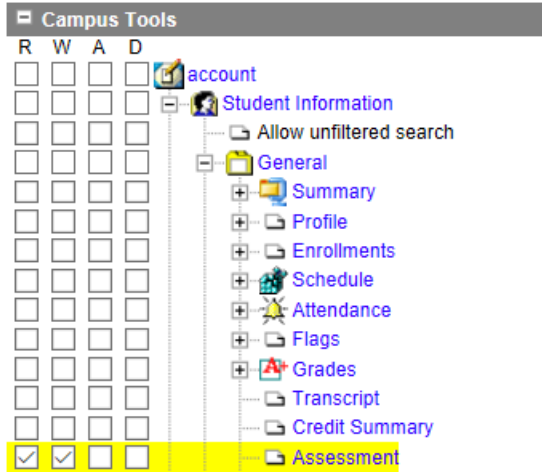 Campus Tools
R W A D
account
Student Information
Allow unfiltered search
General
Summary
Profile
Enrollments
Schedule
Attendance
Flags
A+ Grades
Transcript
Credit Summary
Assessment